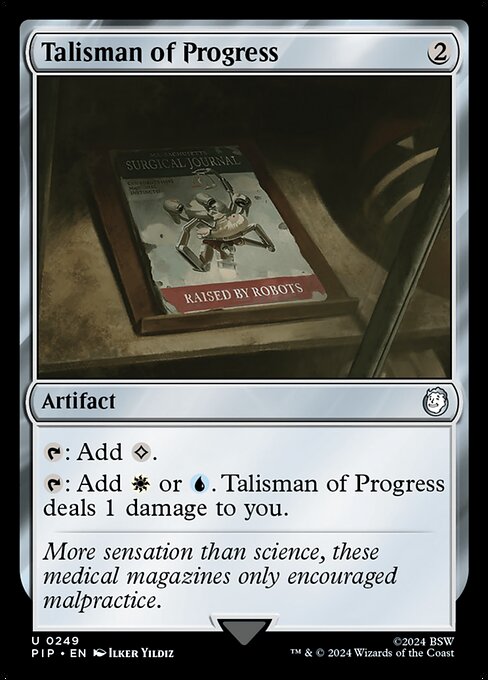 Talisman of Progress 2
MASSACHUSETTS
SURGICAL JOURNAL
RAISED BY ROBOTS
Artifact
: Add .
: Add or . Talisman of Progress
deals 1 damage to you.
More sensation than science, these
medical magazines only encouraged
malpractice.
U 0249
PIP • EN ILKER YILDIZ
©2024 BSW
™ & © 2024 Wizards of the Coast